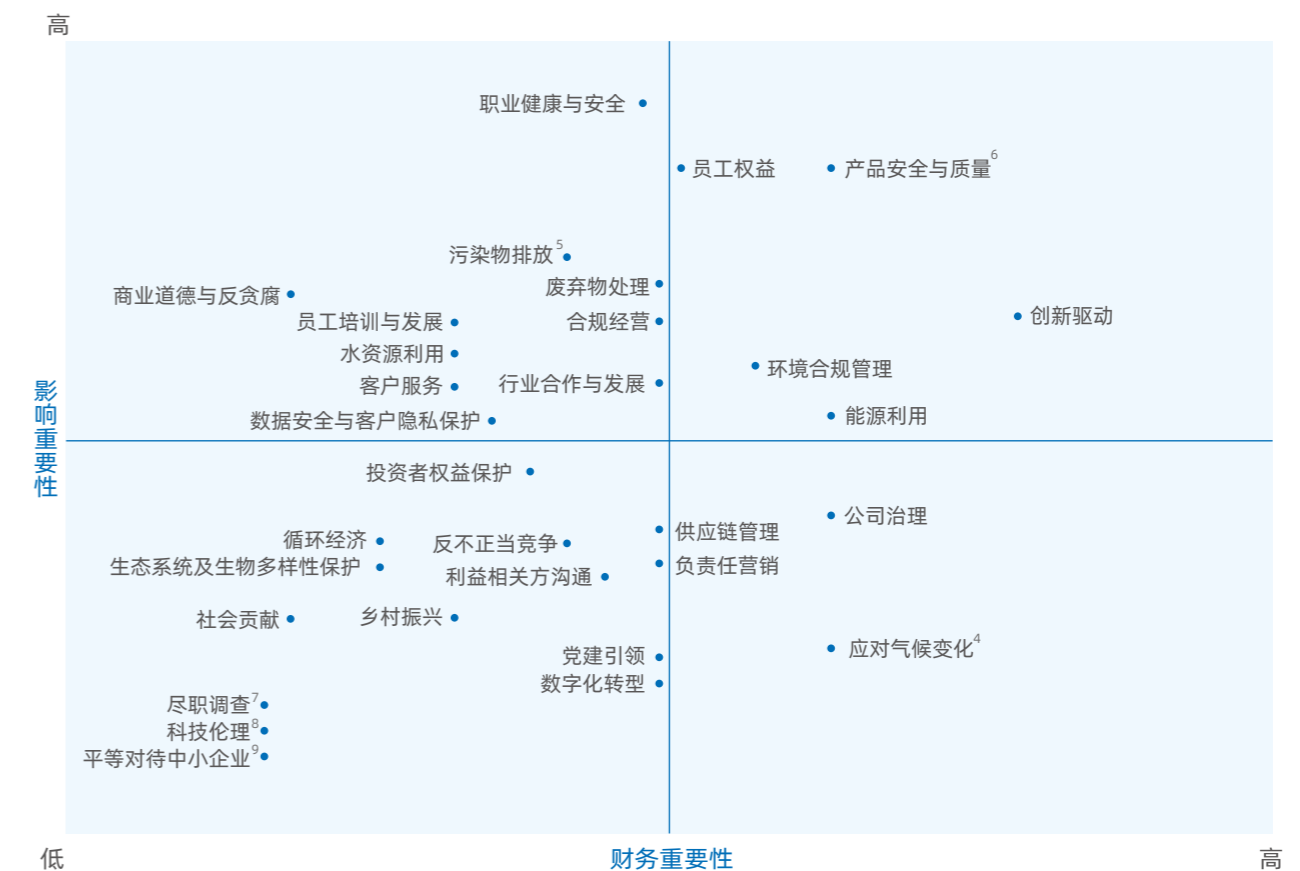 高
职业健康与安全
员工权益
产品安全与质量6
污染物排放5
废弃物处理
商业道德与反贪腐
创新驱动
员工培训与发展
合规经营
水资源利用
环境合规管理
客户服务
行业合作与发展
能源利用
数据安全与客户隐私保护
影响重要性
投资者权益保护
公司治理
供应链管理
循环经济
反不正当竞争
生态系统及生物多样性保护
负责任营销
利益相关方沟通
社会贡献
乡村振兴
应对气候变化4
党建引领
数字化转型
尽职调查7
科技伦理8
平等对待中小企业9
低
财务重要性
高